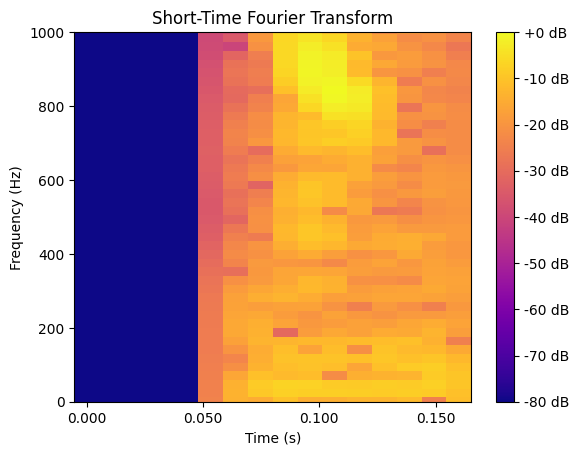 Short-Time Fourier Transform
1000
800
600
400
200
0
Frequency (Hz)
0.000
0.050
0.100
0.150
Time (s)
+0 dB
-10 dB
-20 dB
-30 dB
-40 dB
-50 dB
-60 dB
-70 dB
-80 dB